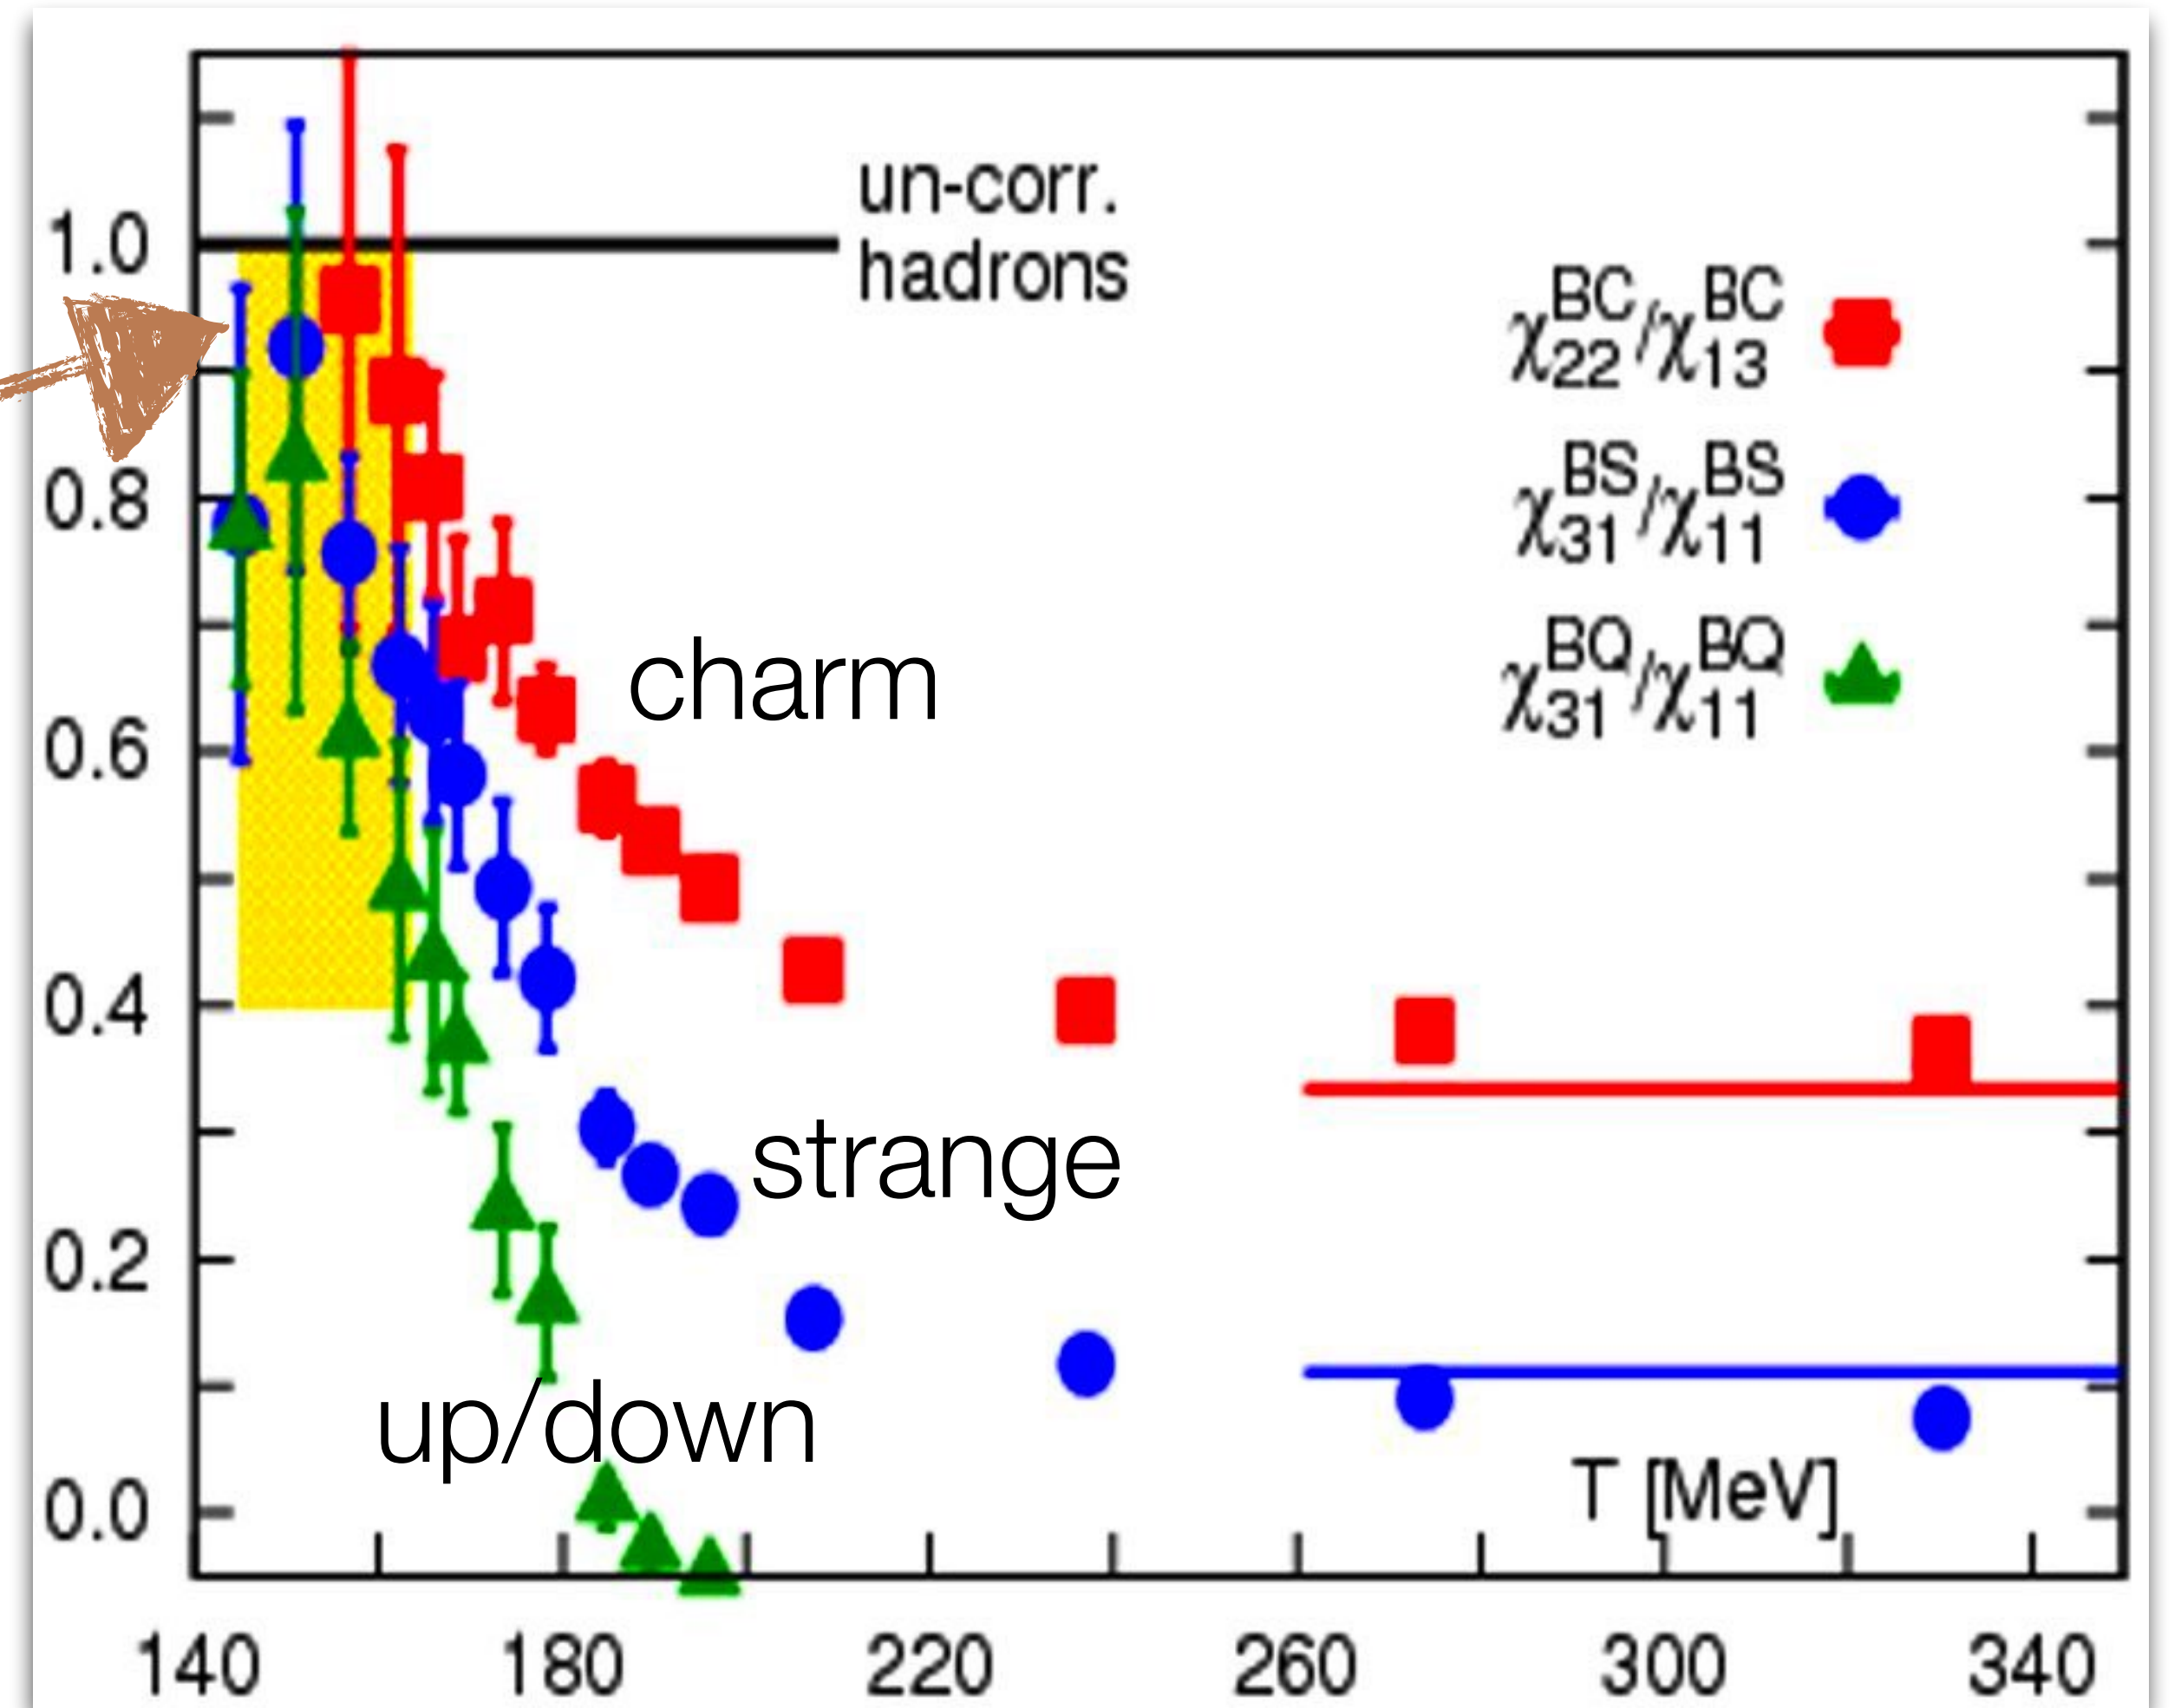 un-corr.
hadrons
χ₂₂ᴮᶜ/χ₁₃ᴮᶜ
χ₃₁ᴮˢ/χ₁₁ᴮˢ
χ₃₁ᴮQ/χ₁₁ᴮQ
charm
strange
up/down
T [MeV]
1.0
0.8
0.6
0.4
0.2
0.0
140 180 220 260 300 340